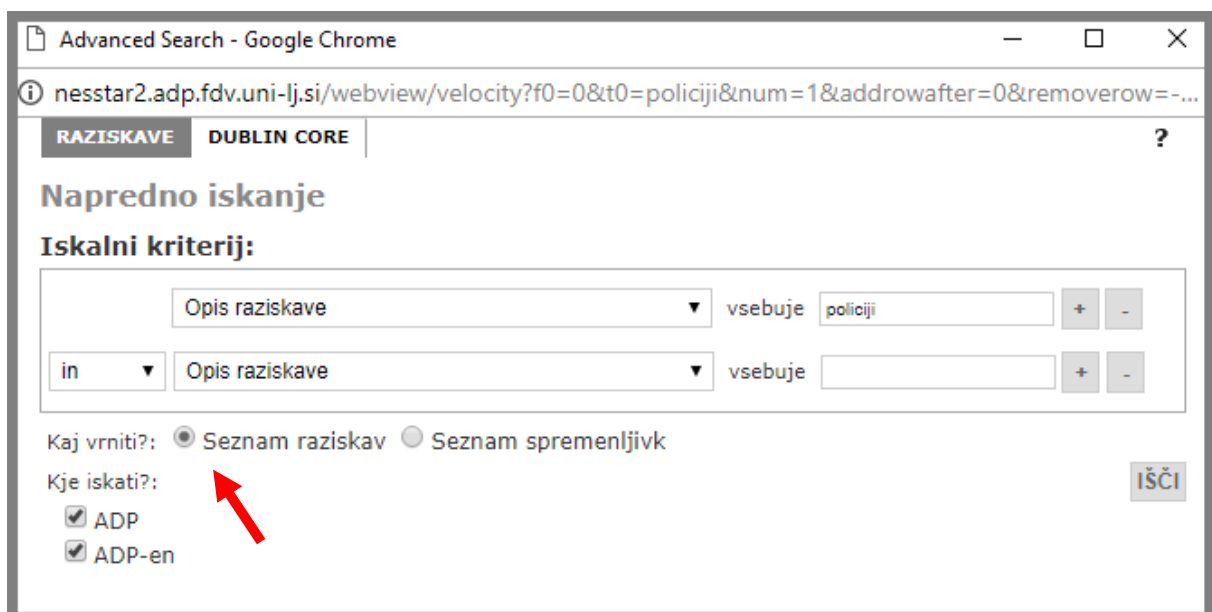 Advanced Search - Google Chrome
nesstar2.adp.fdv.uni-lj.si/webview/velocity?f0=0&t0=policiji&num=1&addrowafter=0&removerow=-...
RAZISKAVE DUBLIN CORE ?
Napredno iskanje
Iskalni kriterij:
Opis raziskave vsebuje policiji + -
in Opis raziskave vsebuje + -
Kaj vrniti?: Seznam raziskav Seznam spremenljivk
Kje iskati?: IŠČI
ADP
ADP-en